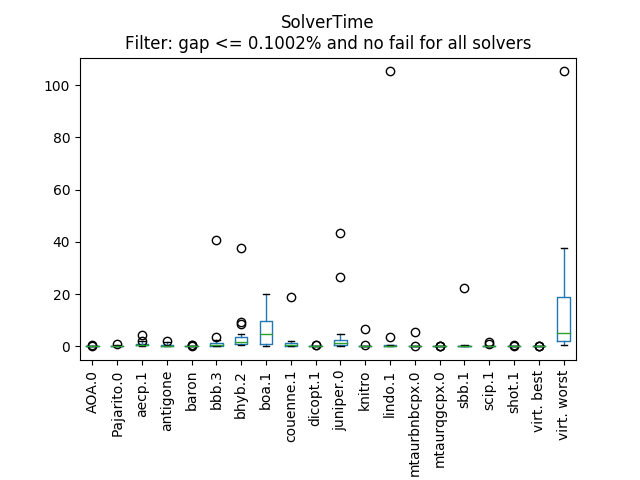 SolverTime
Filter: gap <= 0.1002% and no fail for all solvers
100
80
60
40
20
0
AOA.0
Pajarito.0
aecp.1
antigone
baron
bbb.3
bhyb.2
boa.1
couenne.1
dicopt.1
juniper.0
knitro
lindo.1
mtaurbnbcpx.0
mtaurqgcpx.0
sbb.1
scip.1
shot.1
virt. best
virt. worst